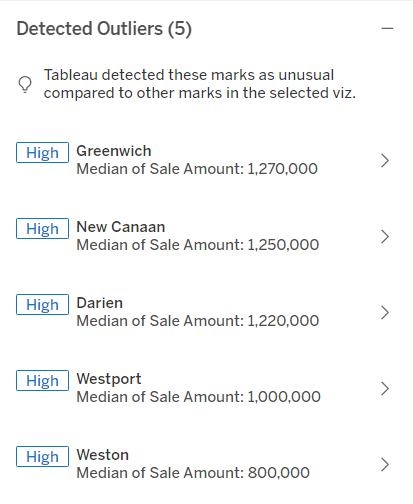 Detected Outliers (5)
Tableau detected these marks as unusual
compared to other marks in the selected viz.
High Greenwich
Median of Sale Amount: 1,270,000
High New Canaan
Median of Sale Amount: 1,250,000
High Darien
Median of Sale Amount: 1,220,000
High Westport
Median of Sale Amount: 1,000,000
High Weston
Median of Sale Amount: 800,000